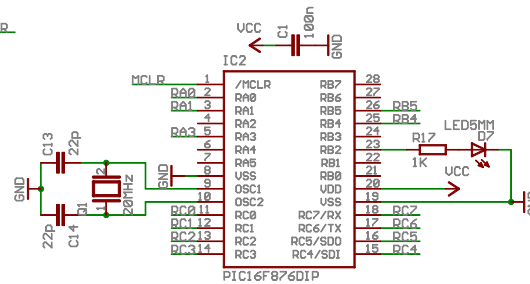 R
VCC
C1
100n
GND
IC2
MCLR 1 /MCLR RB7 28
RA0 2 RA0 RB6 27
RA1 3 RA1 RB5 26 RB5
4 RA2 RB4 25 RB4
RA3 5 RA3 RB3 24
6 RA4 RB2 23
7 RA5 RB1 22
8 VSS RB0 21
9 OSC1 VDD 20
10 OSC2 VSS 19
RC0 11 RC0 RC7/RX 18 RC7
RC1 12 RC1 RC6/TX 17 RC6
RC2 13 RC2 RC5/SDO 16 RC5
RC3 14 RC3 RC4/SDI 15 RC4
PIC16F876DIP
C13
22p
GND
2
1
Q1
20MHz
22p
C14
GND
LED5MM
D7
R17
1K
VCC